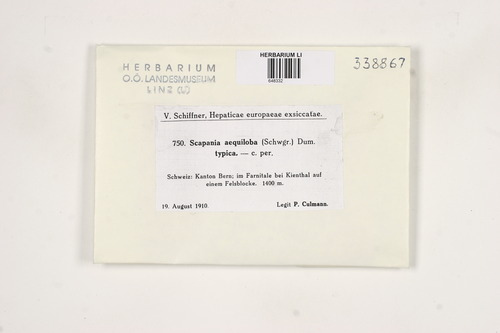 HERBARIUM
O.Ö. LANDESMUSEUM
LINZ
HERBARIUM LI
648332
338867
V. Schiffner, Hepaticae europaeae exsiccatae.
750. Scapania aequiloba (Schwgr.) Dum.
typica. — c. per.
Schweiz: Kanton Bern; im Farnitale bei Kienthal auf
einem Felsblocke. 1400 m.
19. August 1910.
Legit P. Culmann.